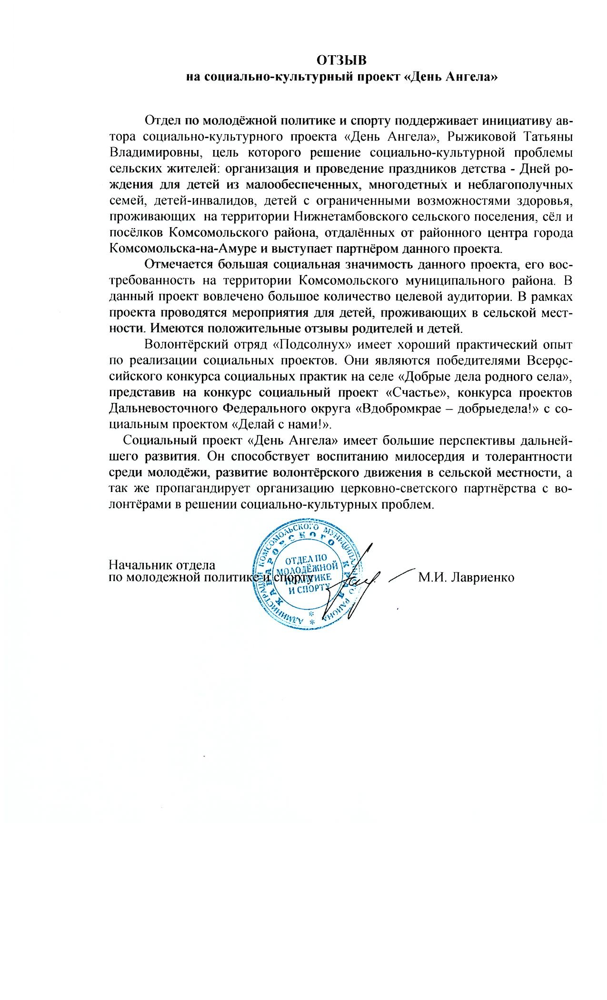 ОТЗЫВ
на социально-культурный проект «День Ангела»
Отдел по молодёжной политике и спорту поддерживает инициативу ав-
тора социально-культурного проекта «День Ангела», Рыжиковой Татьяны
Владимировны, цель которого решение социально-культурной проблемы
сельских жителей: организация и проведение праздников детства - Дней ро-
ждения для детей из малообеспеченных, многодетных и неблагополучных
семей, детей-инвалидов, детей с ограниченными возможностями здоровья,
проживающих на территории Нижнетамбовского сельского поселения, сёл и
посёлков Комсомольского района, отдалённых от районного центра города
Комсомольска-на-Амуре и выступает партнёром данного проекта.
Отмечается большая социальная значимость данного проекта, его вос-
требованность на территории Комсомольского муниципального района. В
данный проект вовлечено большое количество целевой аудитории. В рамках
проекта проводятся мероприятия для детей, проживающих в сельской мест-
ности. Имеются положительные отзывы родителей и детей.
Волонтёрский отряд «Подсолнух» имеет хороший практический опыт
по реализации социальных проектов. Они являются победителями Всерос-
сийского конкурса социальных практик на селе «Добрые дела родного села»,
представив на конкурс социальный проект «Счастье», конкурса проектов
Дальневосточного Федерального округа «Вдобромкрае – добрыедела!» с со-
циальным проектом «Делай с нами!».
Социальный проект «День Ангела» имеет большие перспективы дальней-
шего развития. Он способствует воспитанию милосердия и толерантности
среди молодёжи, развитие волонтёрского движения в сельской местности, а
так же пропагандирует организацию церковно-светского партнёрства с во-
лонтёрами в решении социально-культурных проблем.
Начальник отдела
по молодежной политике и спорту М.И. Лавриенко
АДМИНИСТРАЦИИ КОМСОМОЛЬСКОГО МУНИЦИПАЛЬНОГО РАЙОНА *
ХАБАРОВСКОГО КРАЯ *
ОТДЕЛ ПО
МОЛОДЁЖНОЙ
ПОЛИТИКЕ
И СПОРТУ